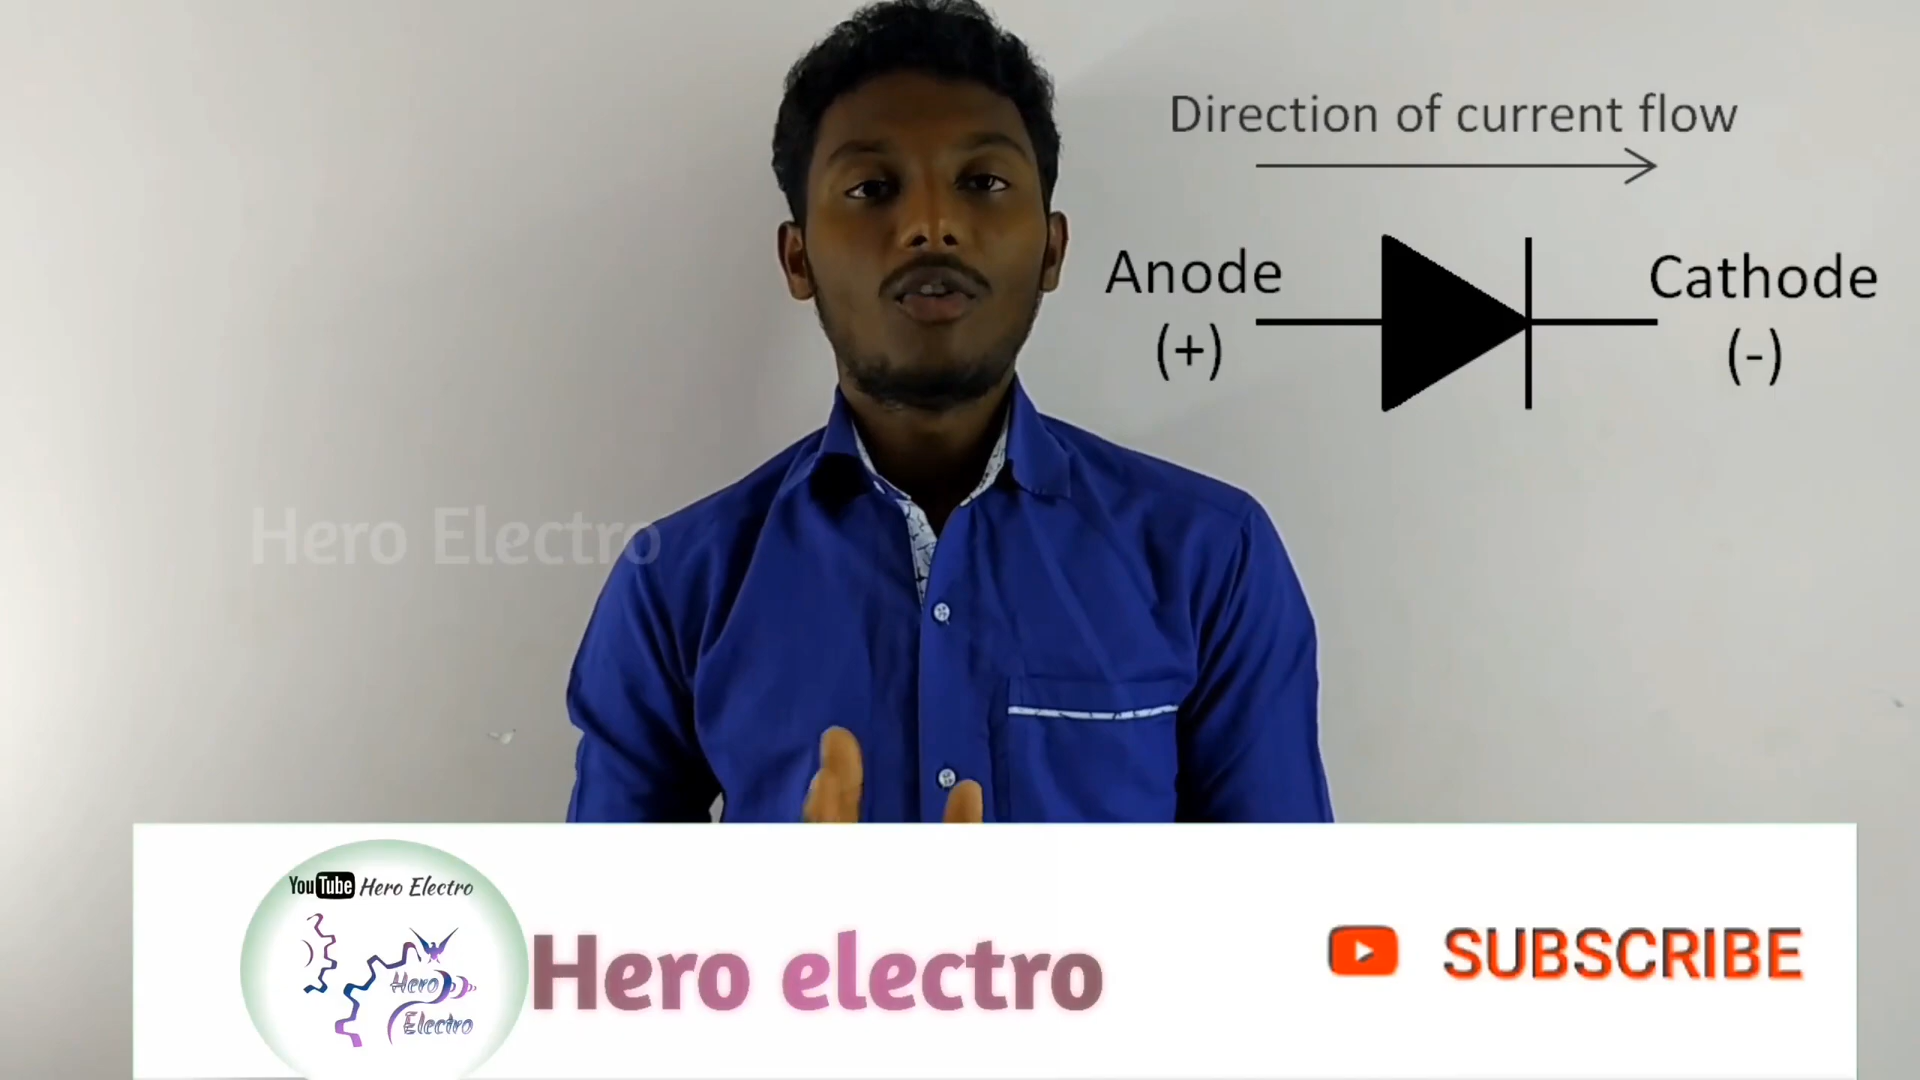 Direction of current flow
Anode
Cathode
(+)
(-)
Hero Electro
YouTube Hero Electro
Hero
Electro
Hero electro
SUBSCRIBE